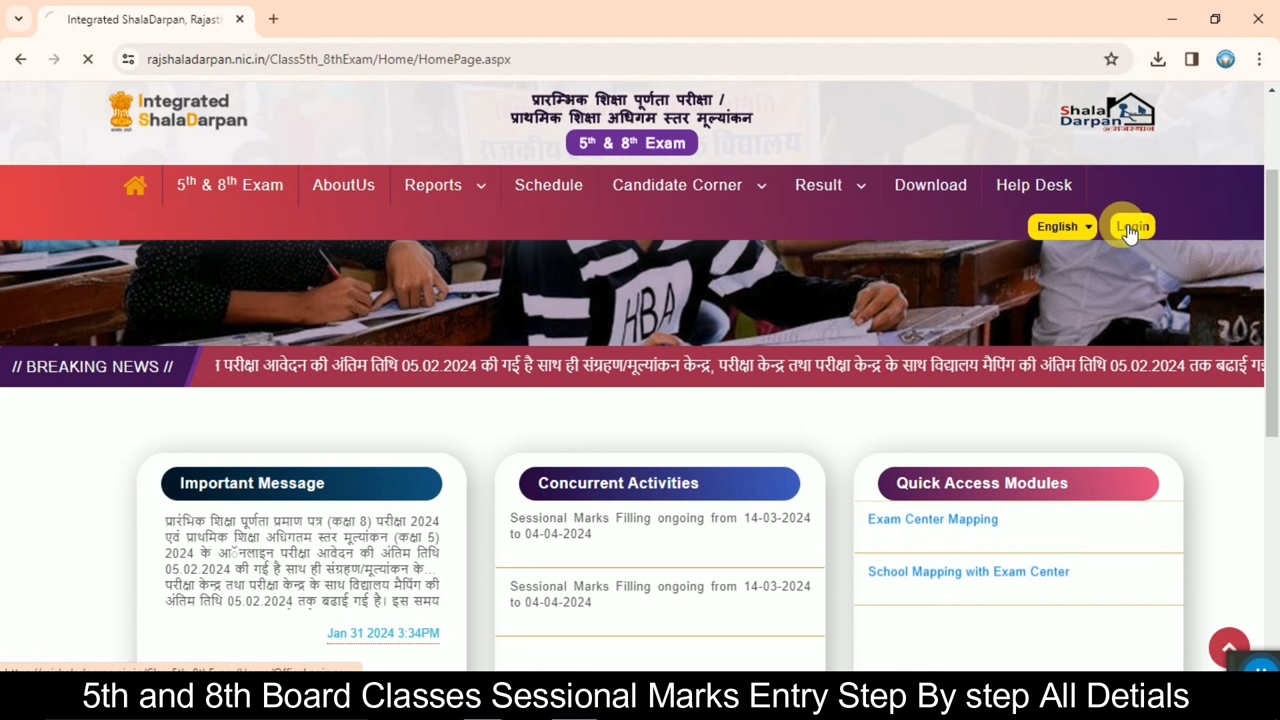 Integrated ShalaDarpan, Rajast
rajshaladarpan.nic.in/Class5th_8thExam/Home/HomePage.aspx
Integrated
ShalaDarpan
प्रारम्भिक शिक्षा पूर्णता परीक्षा /
प्राथमिक शिक्षा अधिगम स्तर मूल्यांकन
5th & 8th Exam
Shala
Darpan
राजस्थान
5th & 8th Exam AboutUs Reports Schedule Candidate Corner Result Download Help Desk
English Login
HBA
// BREAKING NEWS // परीक्षा आवेदन की अंतिम तिथि 05.02.2024 की गई है साथ ही संग्रहण/मूल्यांकन केन्द्र, परीक्षा केन्द्र तथा परीक्षा केन्द्र के साथ विद्यालय मैपिंग की अंतिम तिथि 05.02.2024 तक बढाई
Important Message
प्रारंभिक शिक्षा पूर्णता प्रमाण पत्र (कक्षा 8) परीक्षा 2024
एवं प्राथमिक शिक्षा अधिगतम स्तर मूल्यांकन (कक्षा 5)
2024 के आॅनलाइन परीक्षा आवेदन की अंतिम तिथि
05.02.2024 की गई है साथ ही संग्रहण/मूल्यांकन के...
परीक्षा केन्द्र तथा परीक्षा केन्द्र के साथ विद्यालय मैपिंग की
अंतिम तिथि 05.02.2024 तक बढाई गई है। इस समय
Jan 31 2024 3:34PM
Concurrent Activities
Sessional Marks Filling ongoing from 14-03-2024
to 04-04-2024
Sessional Marks Filling ongoing from 14-03-2024
to 04-04-2024
Quick Access Modules
Exam Center Mapping
School Mapping with Exam Center
5th and 8th Board Classes Sessional Marks Entry Step By step All Detials